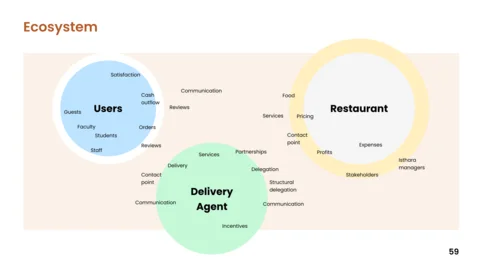 Ecosystem
Satisfaction
Cash
outflow
Communication
Reviews
Guests
Users
Faculty
Students
Orders
Staff
Reviews
Food
Services
Pricing
Restaurant
Contact
point
Expenses
Profits
Isthara
managers
Stakeholders
Services
Partnerships
Delivery
Delegation
Contact
point
Structural
delegation
Delivery
Agent
Communication
Communication
Incentives
59